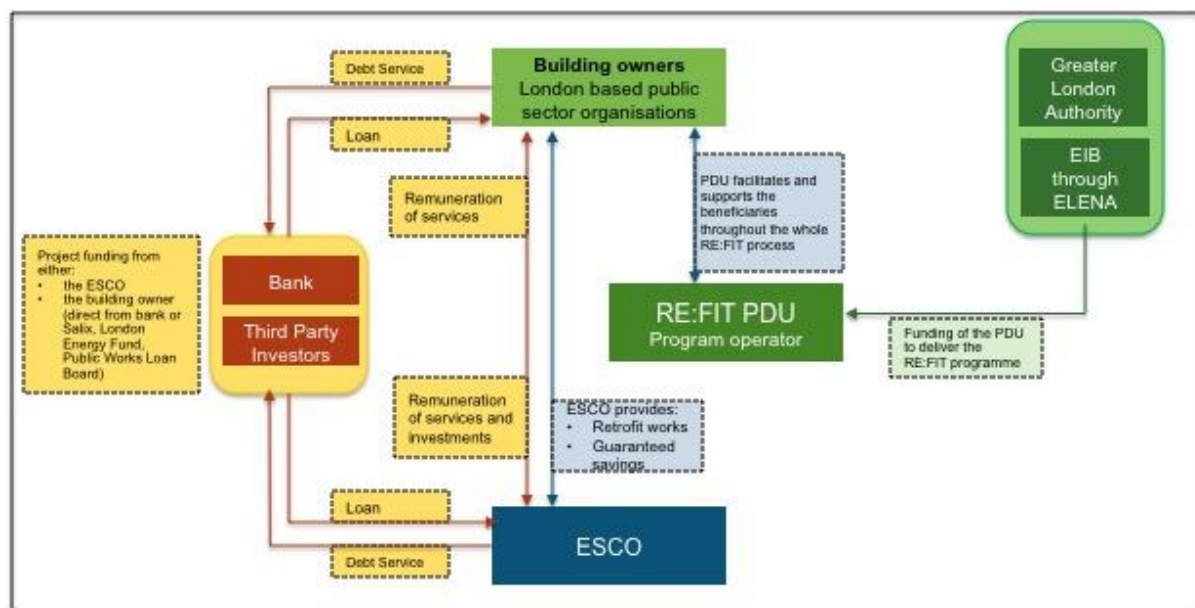 Debt Service
Loan
Building owners
London based public
sector organisations
Greater
London
Authority
EIB
through
ELENA
Remuneration
of services
PDU facilitates and
supports the
beneficiaries
throughout the whole
RE:FIT process
Project funding from
either:
• the ESCO
• the building owner
(direct from bank or
Salix, London
Energy Fund,
Public Works Loan
Board)
Bank
Third Party
Investors
RE:FIT PDU
Program operator
Funding of the PDU
to deliver the
RE:FIT programme
Remuneration
of services and
investments
ESCO provides:
• Retrofit works
• Guaranteed
savings
Loan
Debt Service
ESCO